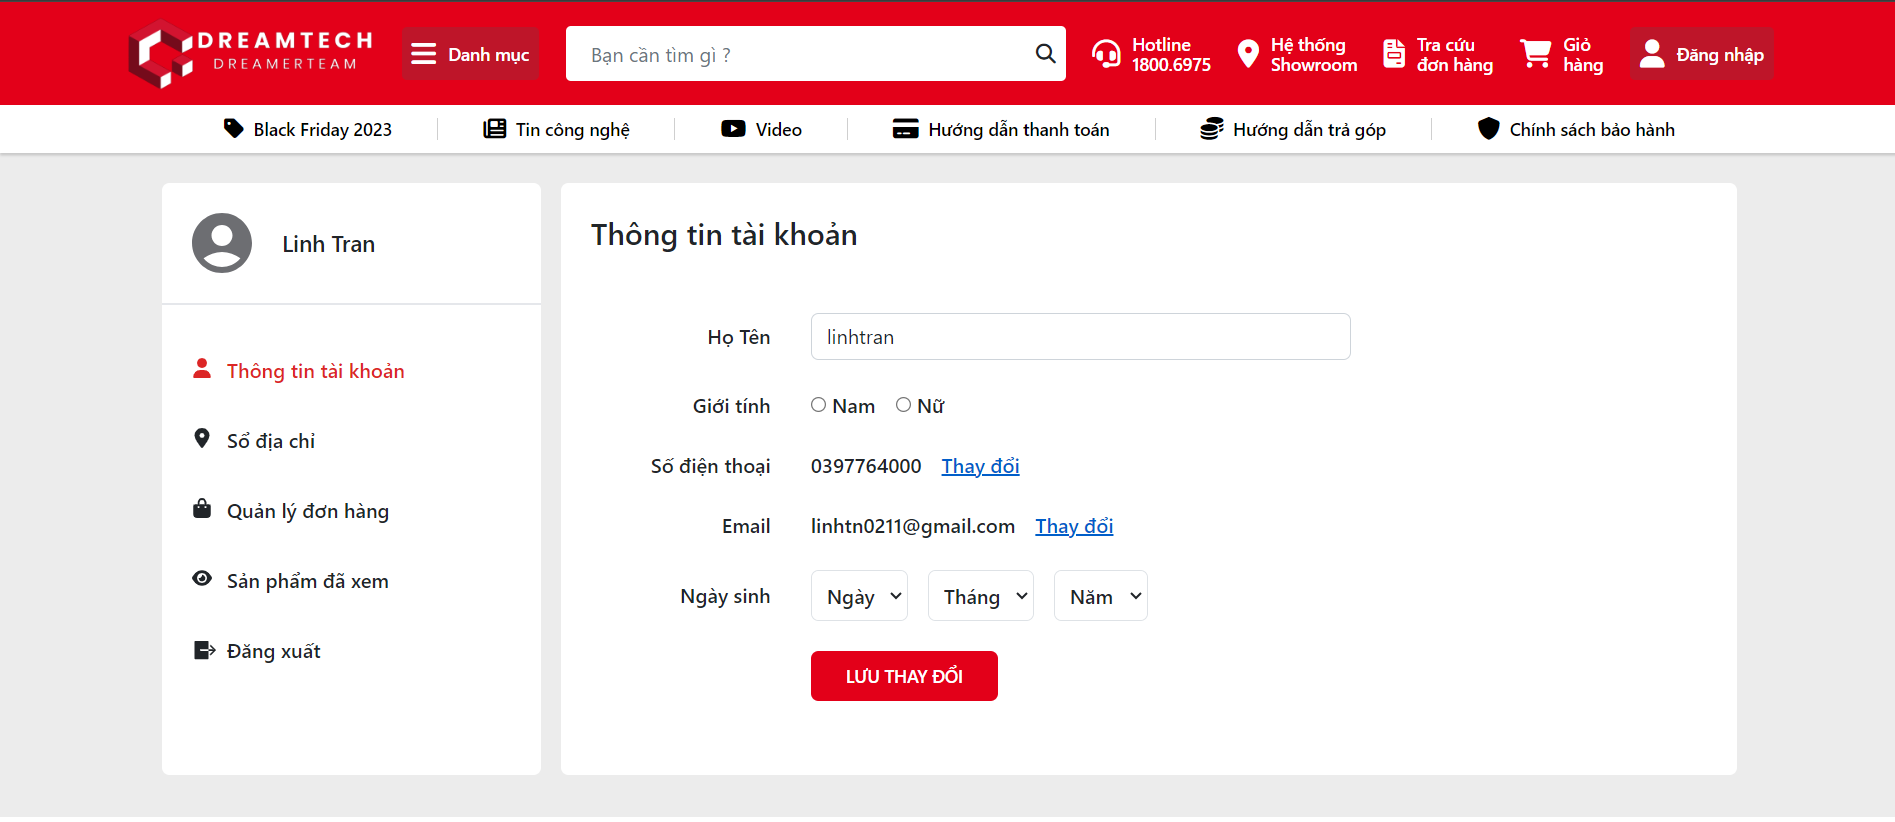 DREAMTECH
DREAMERTEAM
Danh mục
Bạn cần tìm gì ?
Hotline
1800.6975
Hệ thống
Showroom
Tra cứu
đơn hàng
Giỏ
hàng
Đăng nhập
Black Friday 2023
Tin công nghệ
Video
Hướng dẫn thanh toán
Hướng dẫn trả góp
Chính sách bảo hành
Linh Tran
Thông tin tài khoản
Sổ địa chỉ
Quản lý đơn hàng
Sản phẩm đã xem
Đăng xuất
Thông tin tài khoản
Họ Tên linhtran
Giới tính Nam Nữ
Số điện thoại 0397764000 Thay đổi
Email linhtn0211@gmail.com Thay đổi
Ngày sinh Ngày Tháng Năm
LƯU THAY ĐỔI